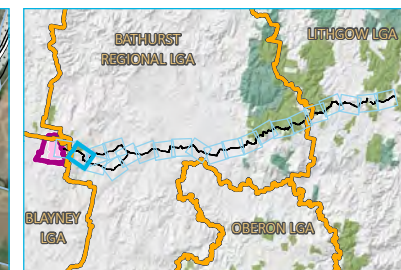 BATHURST
REGIONAL LGA
LITHGOW LGA
BLAYNEY
LGA
OBERON LGA